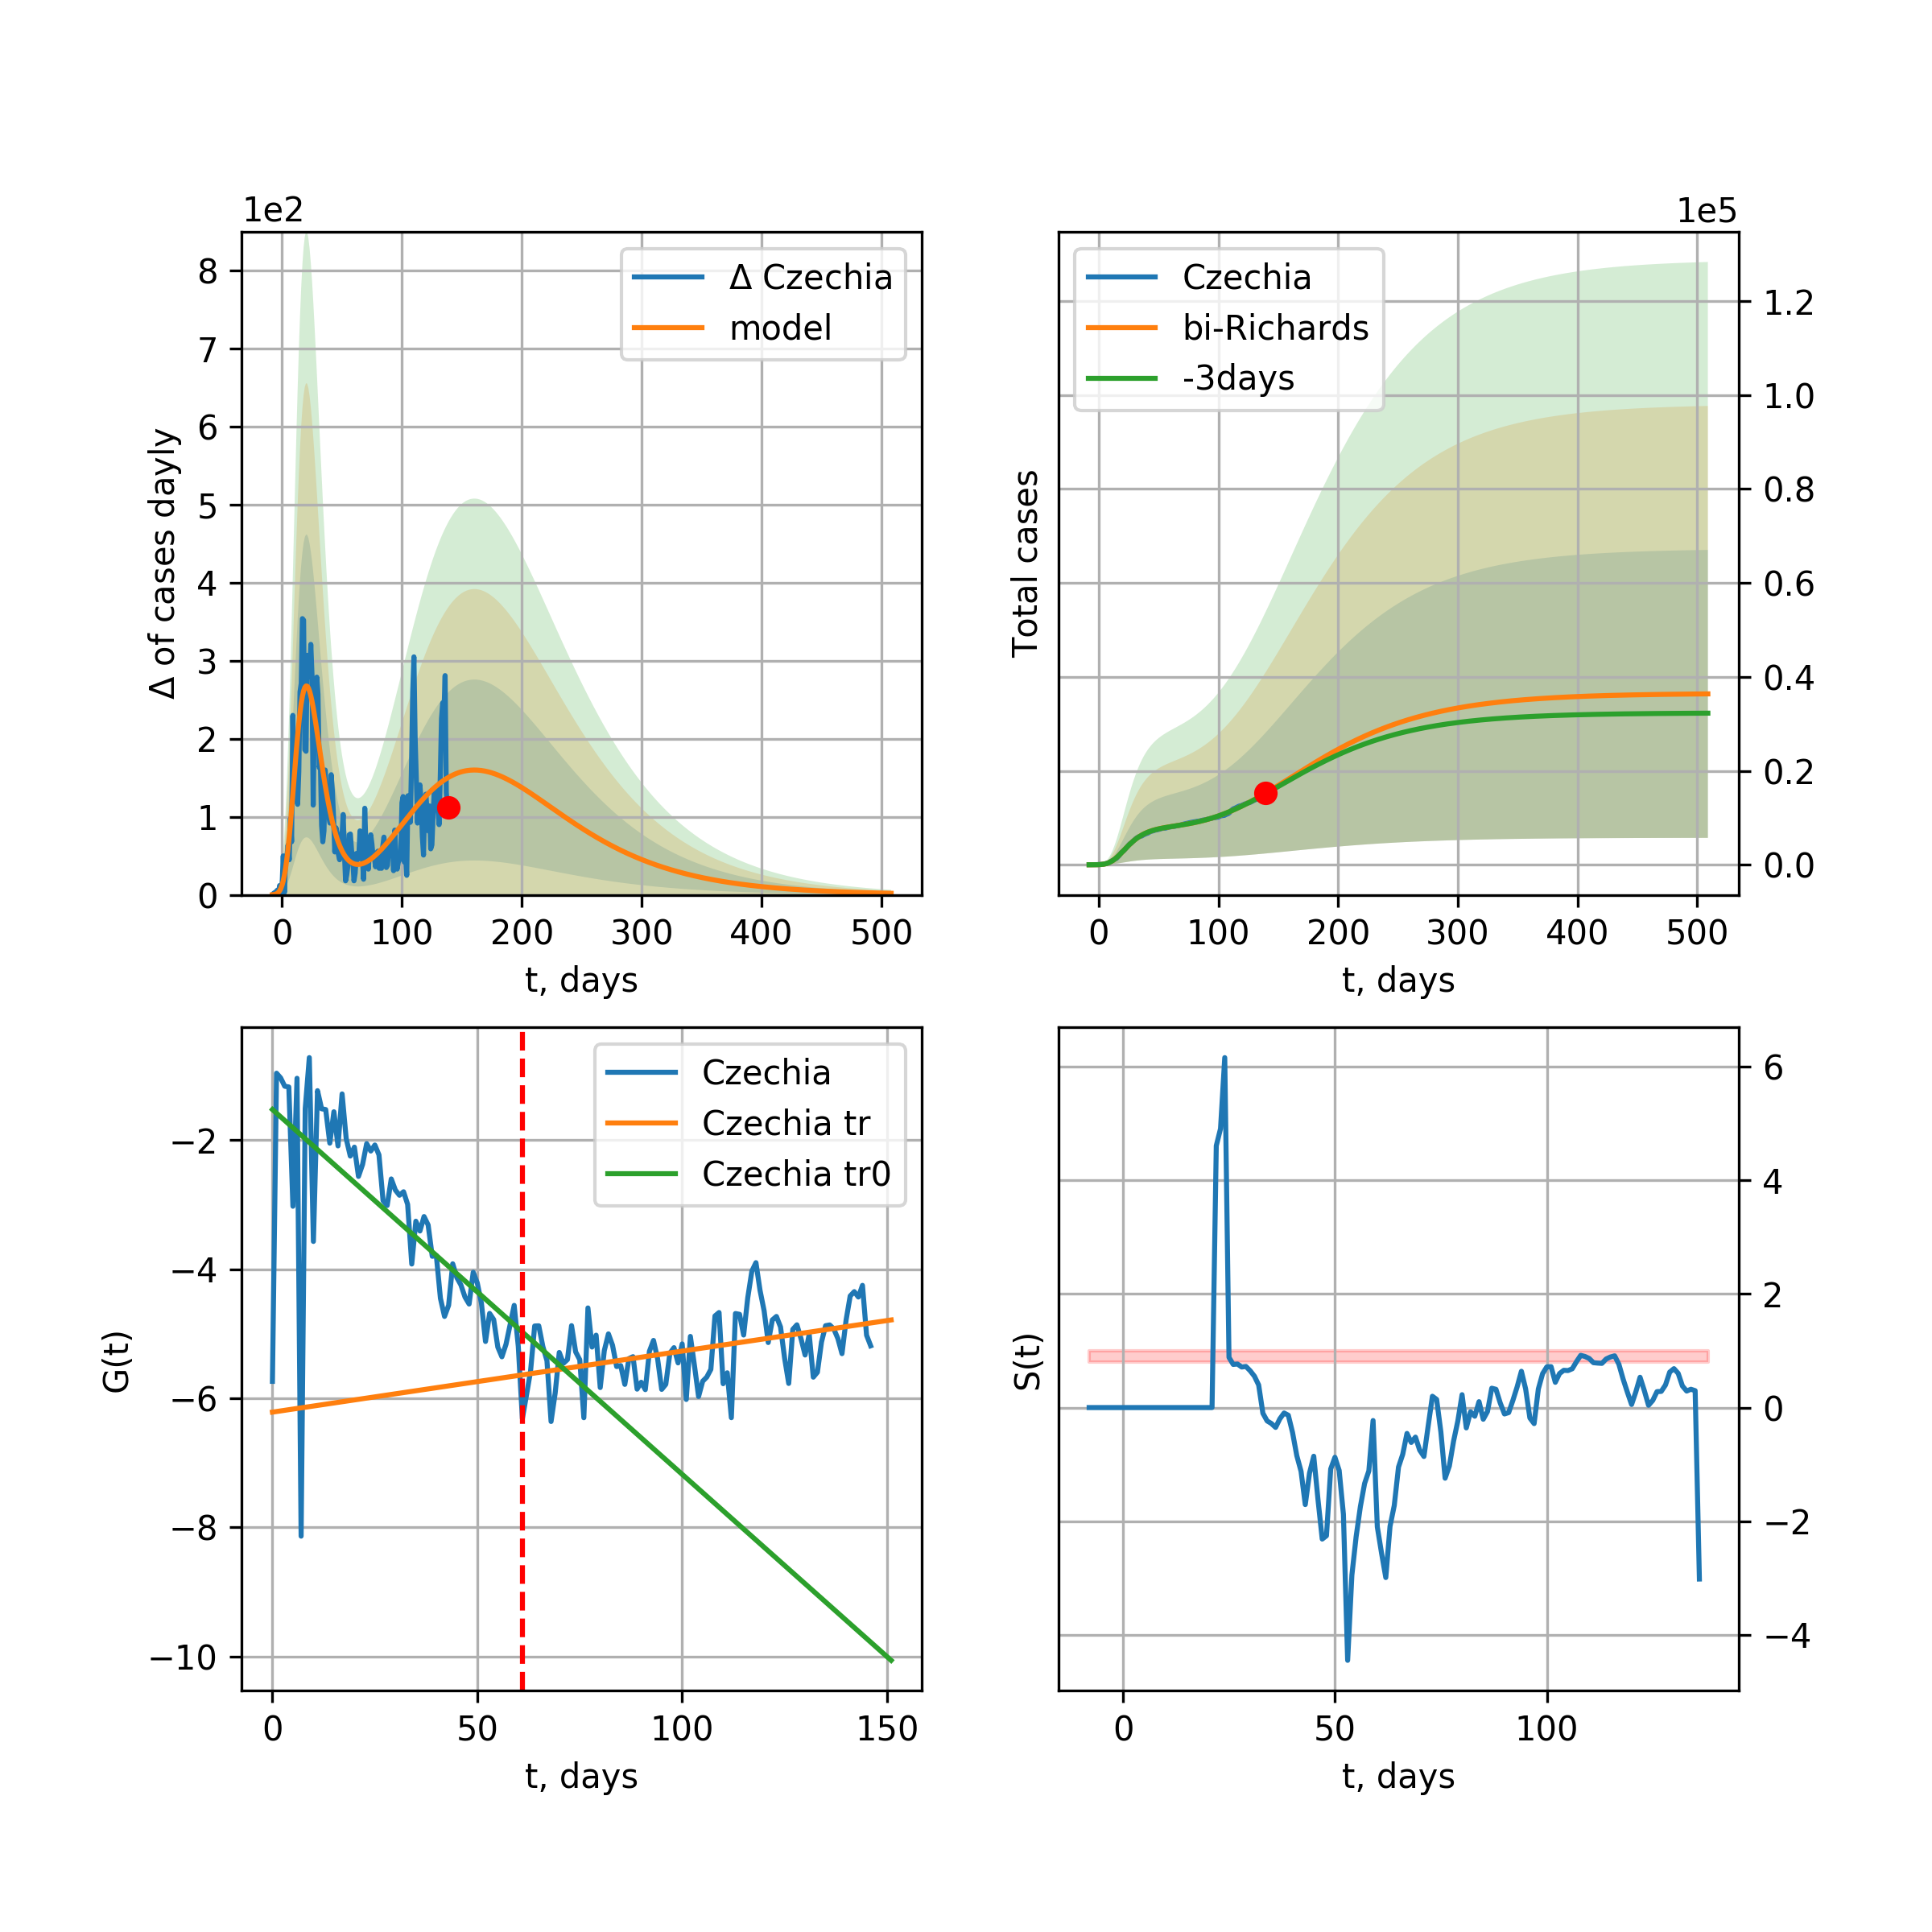 1e2
Δ of cases dayly
8
7
6
5
4
3
2
1
0
Δ Czechia
model
0 100 200 300 400 500
t, days
1e5
Total cases
Czechia
bi-Richards
-3days
1.2
1.0
0.8
0.6
0.4
0.2
0.0
0 100 200 300 400 500
t, days
G(t)
−2
−4
−6
−8
−10
Czechia
Czechia tr
Czechia tr0
0 50 100 150
t, days
S(t)
6
4
2
0
−2
−4
0 50 100
t, days